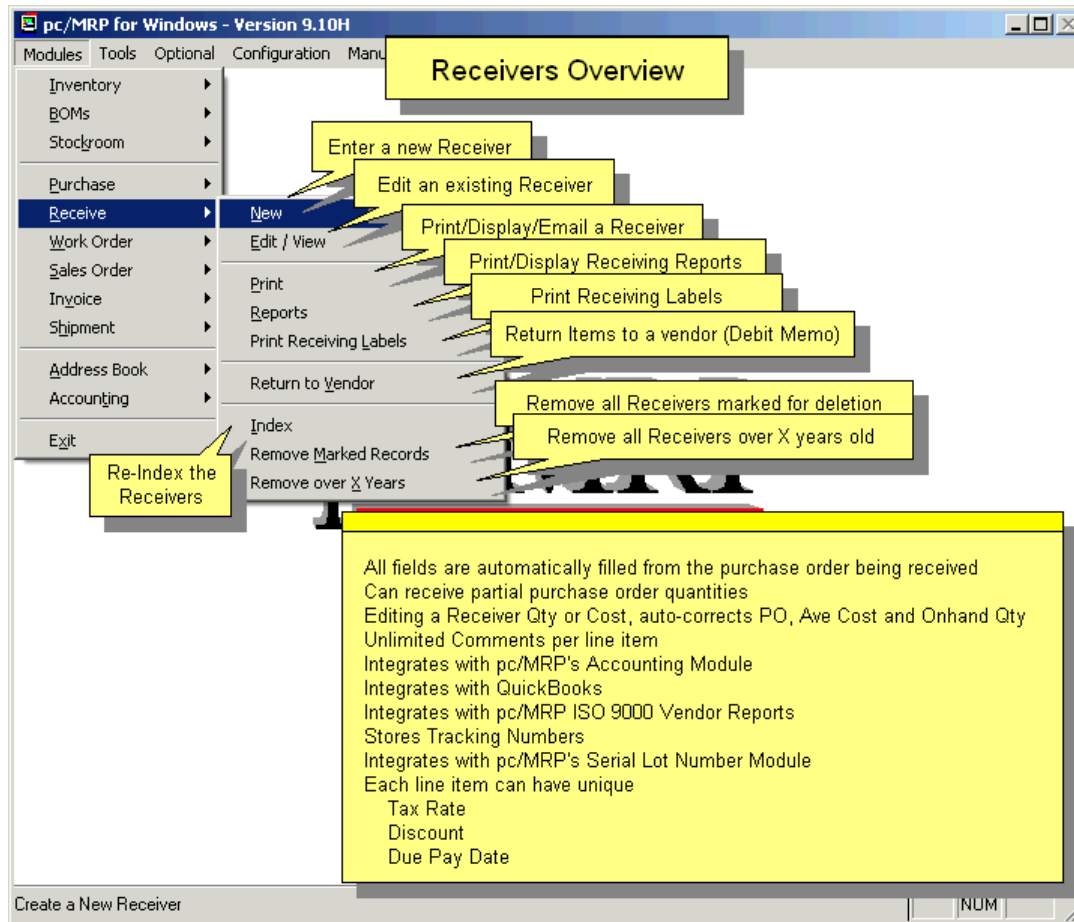 pc/MRP for Windows - Version 9.10H
Modules Tools Optional Configuration Manu
Receivers Overview
Inventory
BOMs
Stockroom
Purchase
Receive
Work Order
Sales Order
Invoice
Shipment
Address Book
Accounting
Exit
New
Edit / View
Print
Reports
Print Receiving Labels
Return to Vendor
Index
Remove Marked Records
Remove over X Years
Enter a new Receiver
Edit an existing Receiver
Print/Display/Email a Receiver
Print/Display Receiving Reports
Print Receiving Labels
Return Items to a vendor (Debit Memo)
Remove all Receivers marked for deletion
Remove all Receivers over X years old
Re-Index the
Receivers
All fields are automatically filled from the purchase order being received
Can receive partial purchase order quantities
Editing a Receiver Qty or Cost, auto-corrects PO, Ave Cost and Onhand Qty
Unlimited Comments per line item
Integrates with pc/MRP's Accounting Module
Integrates with QuickBooks
Integrates with pc/MRP ISO 9000 Vendor Reports
Stores Tracking Numbers
Integrates with pc/MRP's Serial Lot Number Module
Each line item can have unique
Tax Rate
Discount
Due Pay Date
Create a New Receiver
NUM